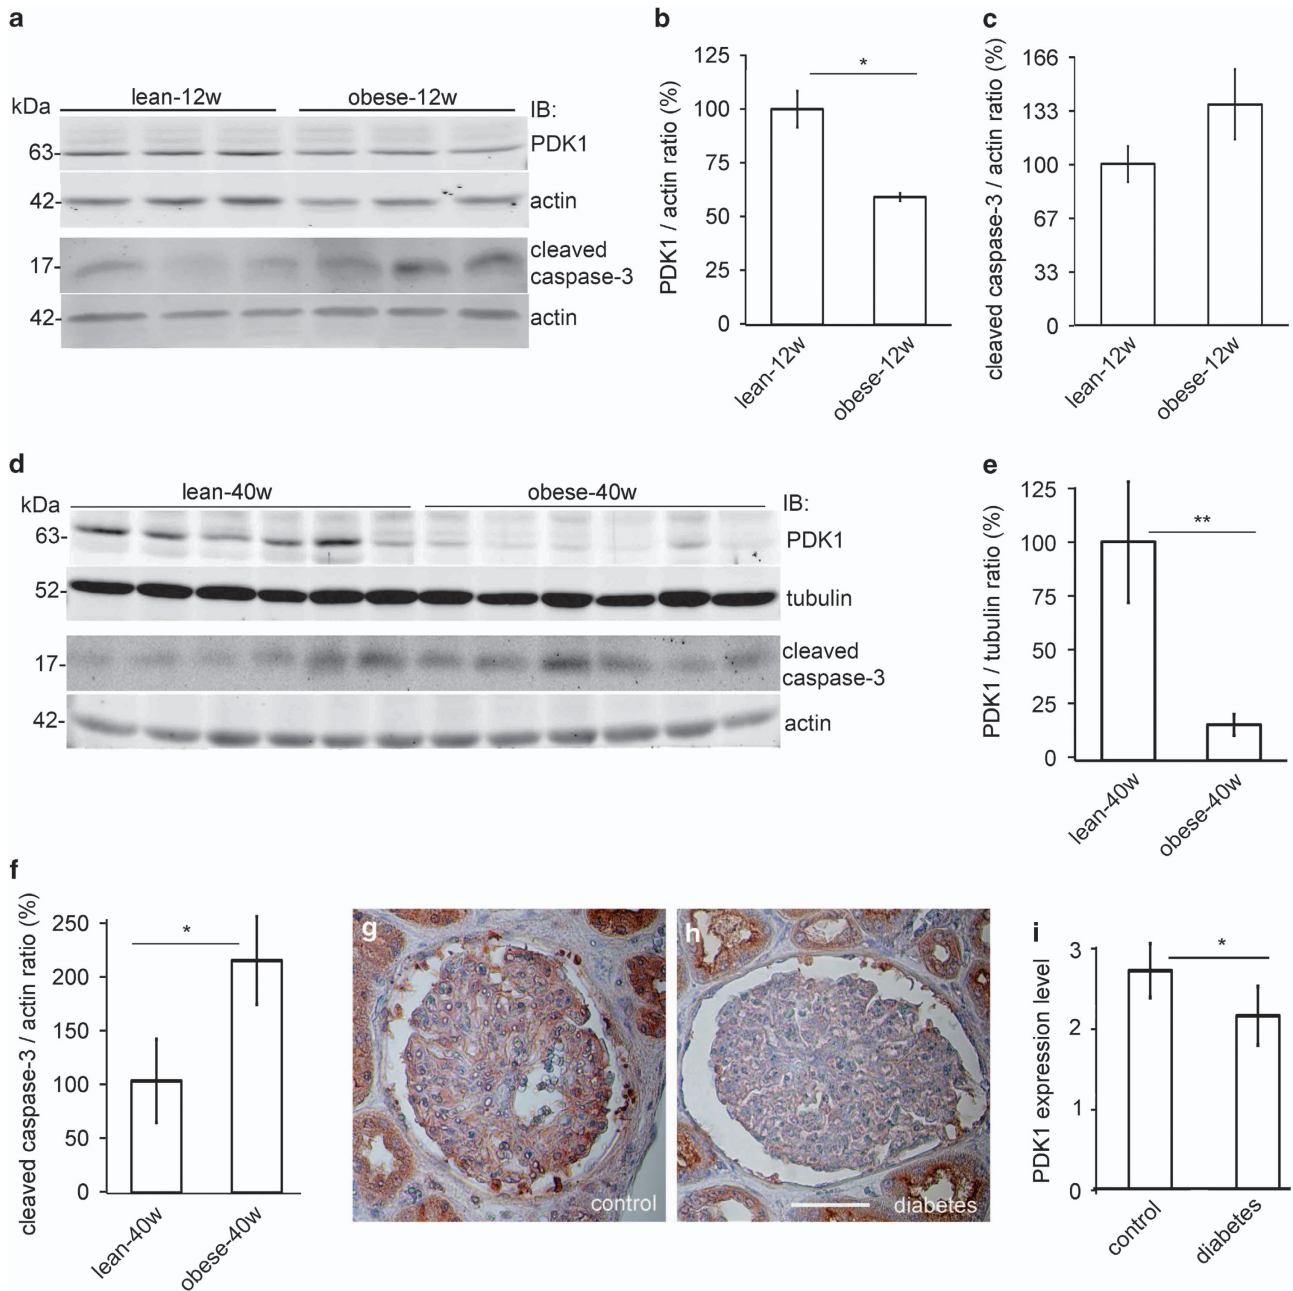 a
kDa
lean-12w
obese-12w
IB:
63-
PDK1
42-
actin
17-
cleaved
caspase-3
42-
actin
b
PDK1 / actin ratio (%)
125
100
75
50
25
0
*
lean-12w
obese-12w
c
cleaved caspase-3 / actin ratio (%)
166
133
100
67
33
0
lean-12w
obese-12w
d
kDa
lean-40w
obese-40w
IB:
63-
PDK1
52-
tubulin
17-
cleaved
caspase-3
42-
actin
e
PDK1 / tubulin ratio (%)
125
100
75
50
25
0
**
lean-40w
obese-40w
f
cleaved caspase-3 / actin ratio (%)
250
200
150
100
50
0
*
lean-40w
obese-40w
g
control
h
diabetes
i
PDK1 expression level
3
2
1
0
*
control
diabetes